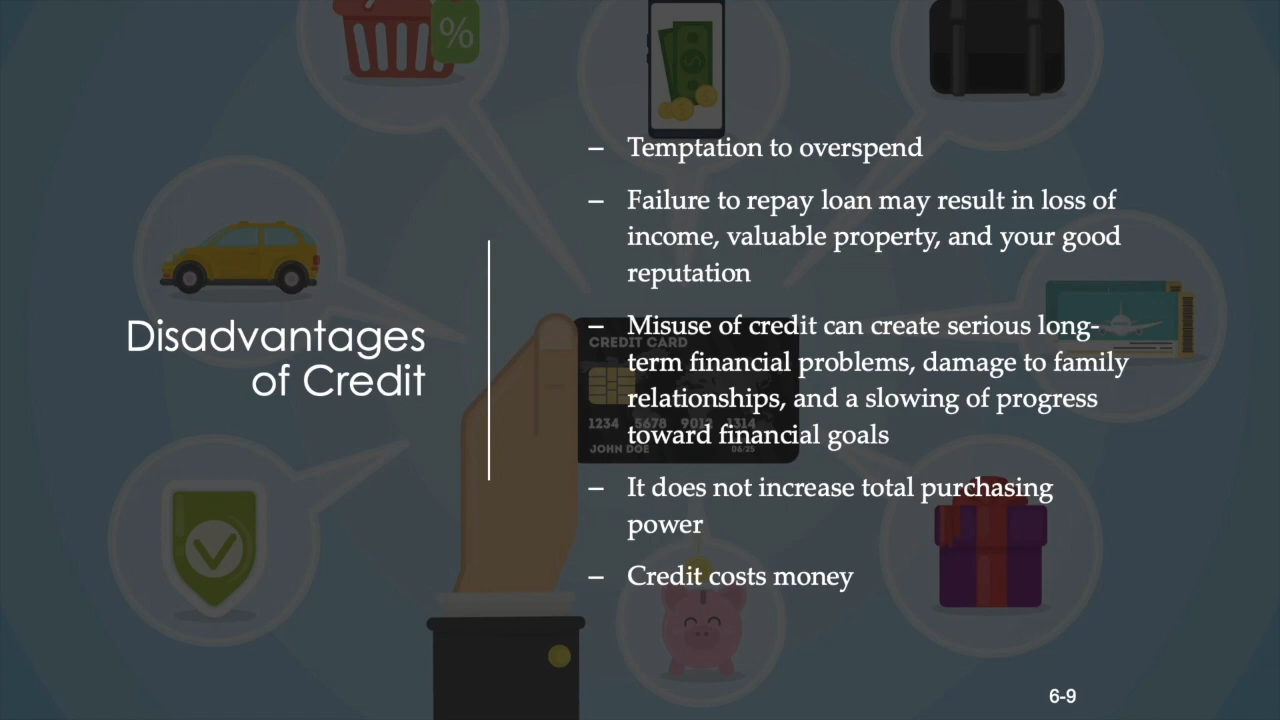 %
Disadvantages
of Credit
– Temptation to overspend
– Failure to repay loan may result in loss of
income, valuable property, and your good
reputation
– Misuse of credit can create serious long-
term financial problems, damage to family
relationships, and a slowing of progress
toward financial goals
– It does not increase total purchasing
power
– Credit costs money
CREDIT CARD
1234 5678 9012 1314
JOHN DOE 06/25
6-9